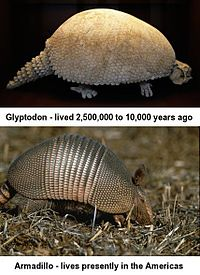 Glyptodon - lived 2,500,000 to 10,000 years ago
Armadillo - lives presently in the Americas